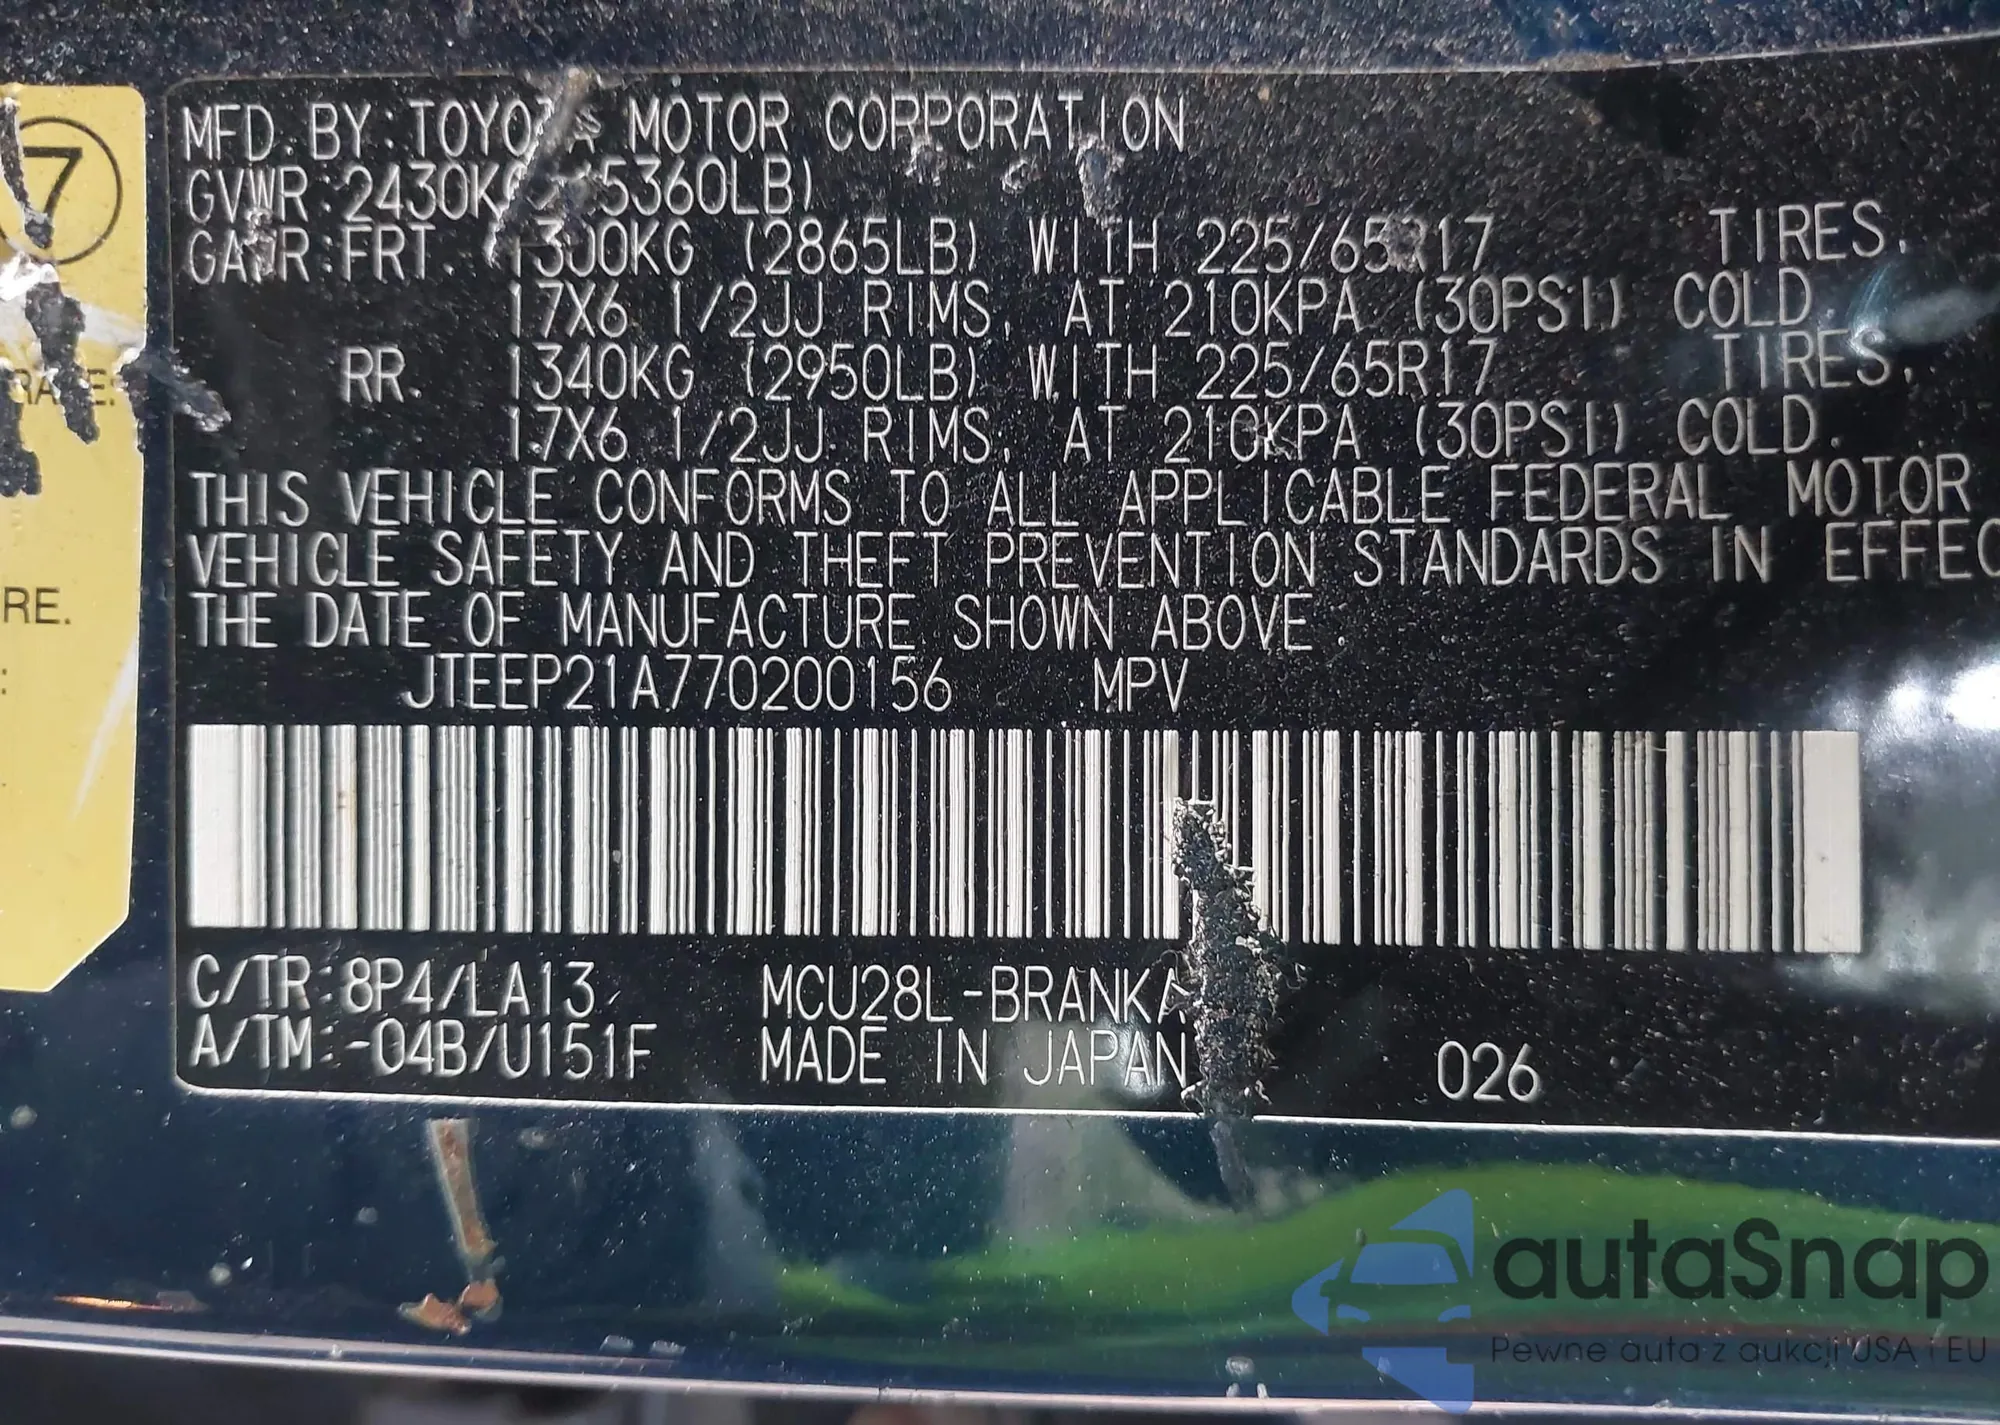 7
MFD. BY: TOYOTA MOTOR CORPORATION
GVWR: 2430KG (5360LB)
GAWR: FRT. 1300KG (2865LB) WITH 225/65R17 TIRES,
17X6 1/2JJ RIMS, AT 210KPA (30PSI) COLD.
RR. 1340KG (2950LB) WITH 225/65R17 TIRES,
17X6 1/2JJ RIMS, AT 210KPA (30PSI) COLD.
THIS VEHICLE CONFORMS TO ALL APPLICABLE FEDERAL MOTOR
VEHICLE SAFETY AND THEFT PREVENTION STANDARDS IN EFFEC
THE DATE OF MANUFACTURE SHOWN ABOVE.
RE.
JTEEP21A770200156 MPV
C/TR: 8P4/LA13 MCU28L-BRANKA
A/TM: -04B/U151F MADE IN JAPAN 026
autaSnap
Pewne auta z aukcji USA i EU